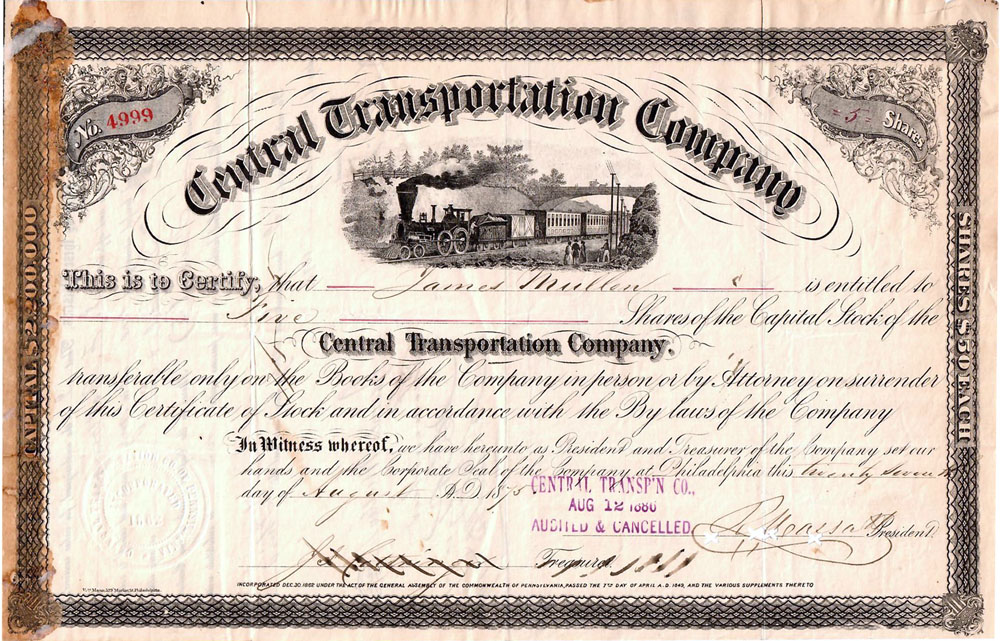 No. 4999
5 Shares
Central Transportation Company
CAPITAL $2,200,000
SHARES $50 EACH
This is to Certify, that James Mullen is entitled to
Five Shares of the Capital Stock of the
Central Transportation Company.
transferable only on the Books of the Company in person or by Attorney on surrender
of this Certificate of Stock and in accordance with the By laws of the Company
In Witness whereof, we have hereunto as President and Treasurer of the Company set our
hands and the Corporate Seal of the Company at Philadelphia this twenty seventh
day of August A.D. 187
CENTRAL TRANSP'N CO.,
AUG 12 1886
AUDITED & CANCELLED
President.
Treasurer.
INCORPORATED DEC. 30. 1862 UNDER THE ACT OF THE GENERAL ASSEMBLY OF THE COMMONWEALTH OF PENNSYLVANIA, PASSED THE 7TH DAY OF APRIL A.D. 1849, AND THE VARIOUS SUPPLEMENTS THERETO